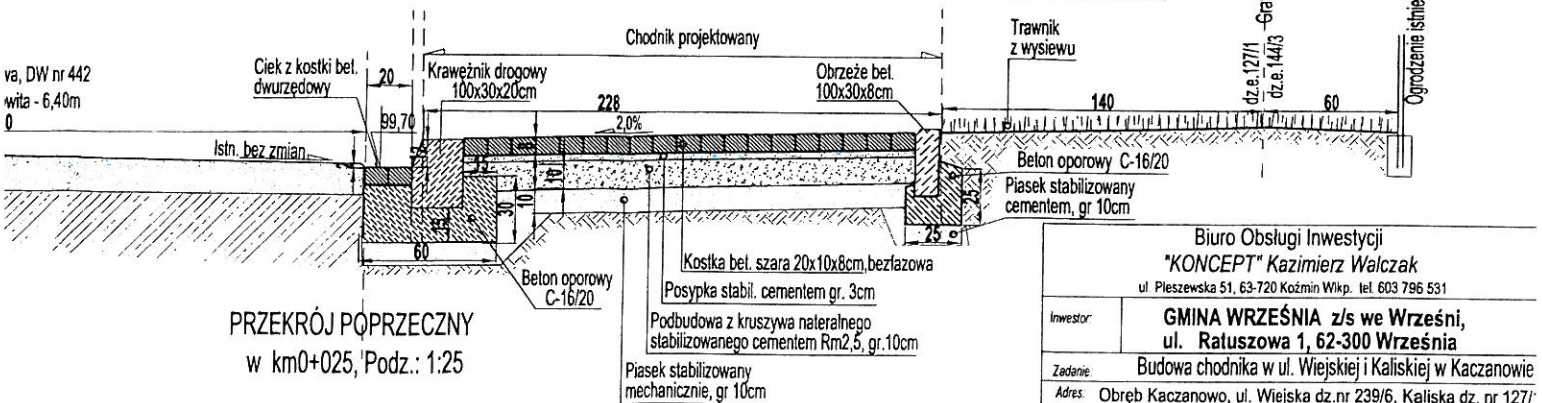 va, DW nr 442
wita - 6,40m
0
Ciek z kostki bet.
dwurzędowy
20
99,70
Istn. bez zmian
Krawężnik drogowy
100x30x20cm
Chodnik projektowany
228
2,0%
Obrzeże bet.
100x30x8cm
Trawnik
z wysiewu
140
60
dz.e.127/1
dz.e.144/3
Gra
Ogrodzenie istnie
15
8
10
10
30
15
60
25
25
Beton oporowy C-16/20
Piasek stabilizowany
cementem, gr 10cm
Beton oporowy
C-16/20
Kostka bet. szara 20x10x8cm,bezfazowa
Posypka stabil. cementem gr. 3cm
Podbudowa z kruszywa nateralnego
stabilizowanego cementem Rm2,5, gr.10cm
Piasek stabilizowany
mechanicznie, gr 10cm
PRZEKRÓJ POPRZECZNY
w km0+025, Podz.: 1:25
Biuro Obsługi Inwestycji
"KONCEPT" Kazimierz Walczak
ul. Pleszewska 51, 63-720 Koźmin Wlkp. tel. 603 796 531
Inwestor:
GMINA WRZEŚNIA z/s we Wrześni,
ul. Ratuszowa 1, 62-300 Września
Zadanie: Budowa chodnika w ul. Wiejskiej i Kaliskiej w Kaczanowie
Adres: Obręb Kaczanowo, ul. Wiejska dz.nr 239/6, Kaliska dz. nr 127/